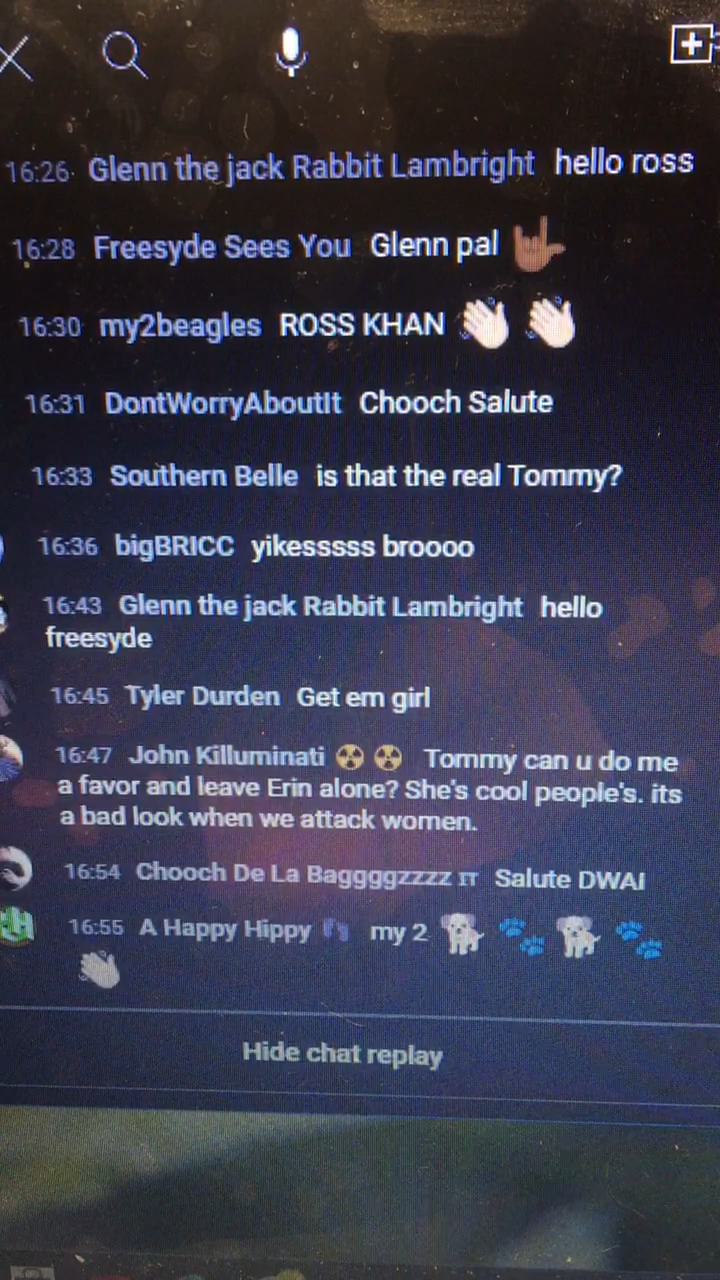 16:26 Glenn the jack Rabbit Lambright hello ross
16:28 Freesyde Sees You Glenn pal 🤟🏽
16:30 my2beagles ROSS KHAN 👋🏻 👋🏻
16:31 DontWorryAboutIt Chooch Salute
16:33 Southern Belle is that the real Tommy?
16:36 bigBRICC yikesssss broooo
16:43 Glenn the jack Rabbit Lambright hello
freesyde
16:45 Tyler Durden Get em girl
16:47 John Killuminati ☢️ ☢️ Tommy can u do me
a favor and leave Erin alone? She's cool people's. its
a bad look when we attack women.
16:54 Chooch De La Baggggzzzz IT Salute DWAI
16:55 A Happy Hippy 👣 my 2 🐕 🐾 🐕 🐾
👋🏻
Hide chat replay